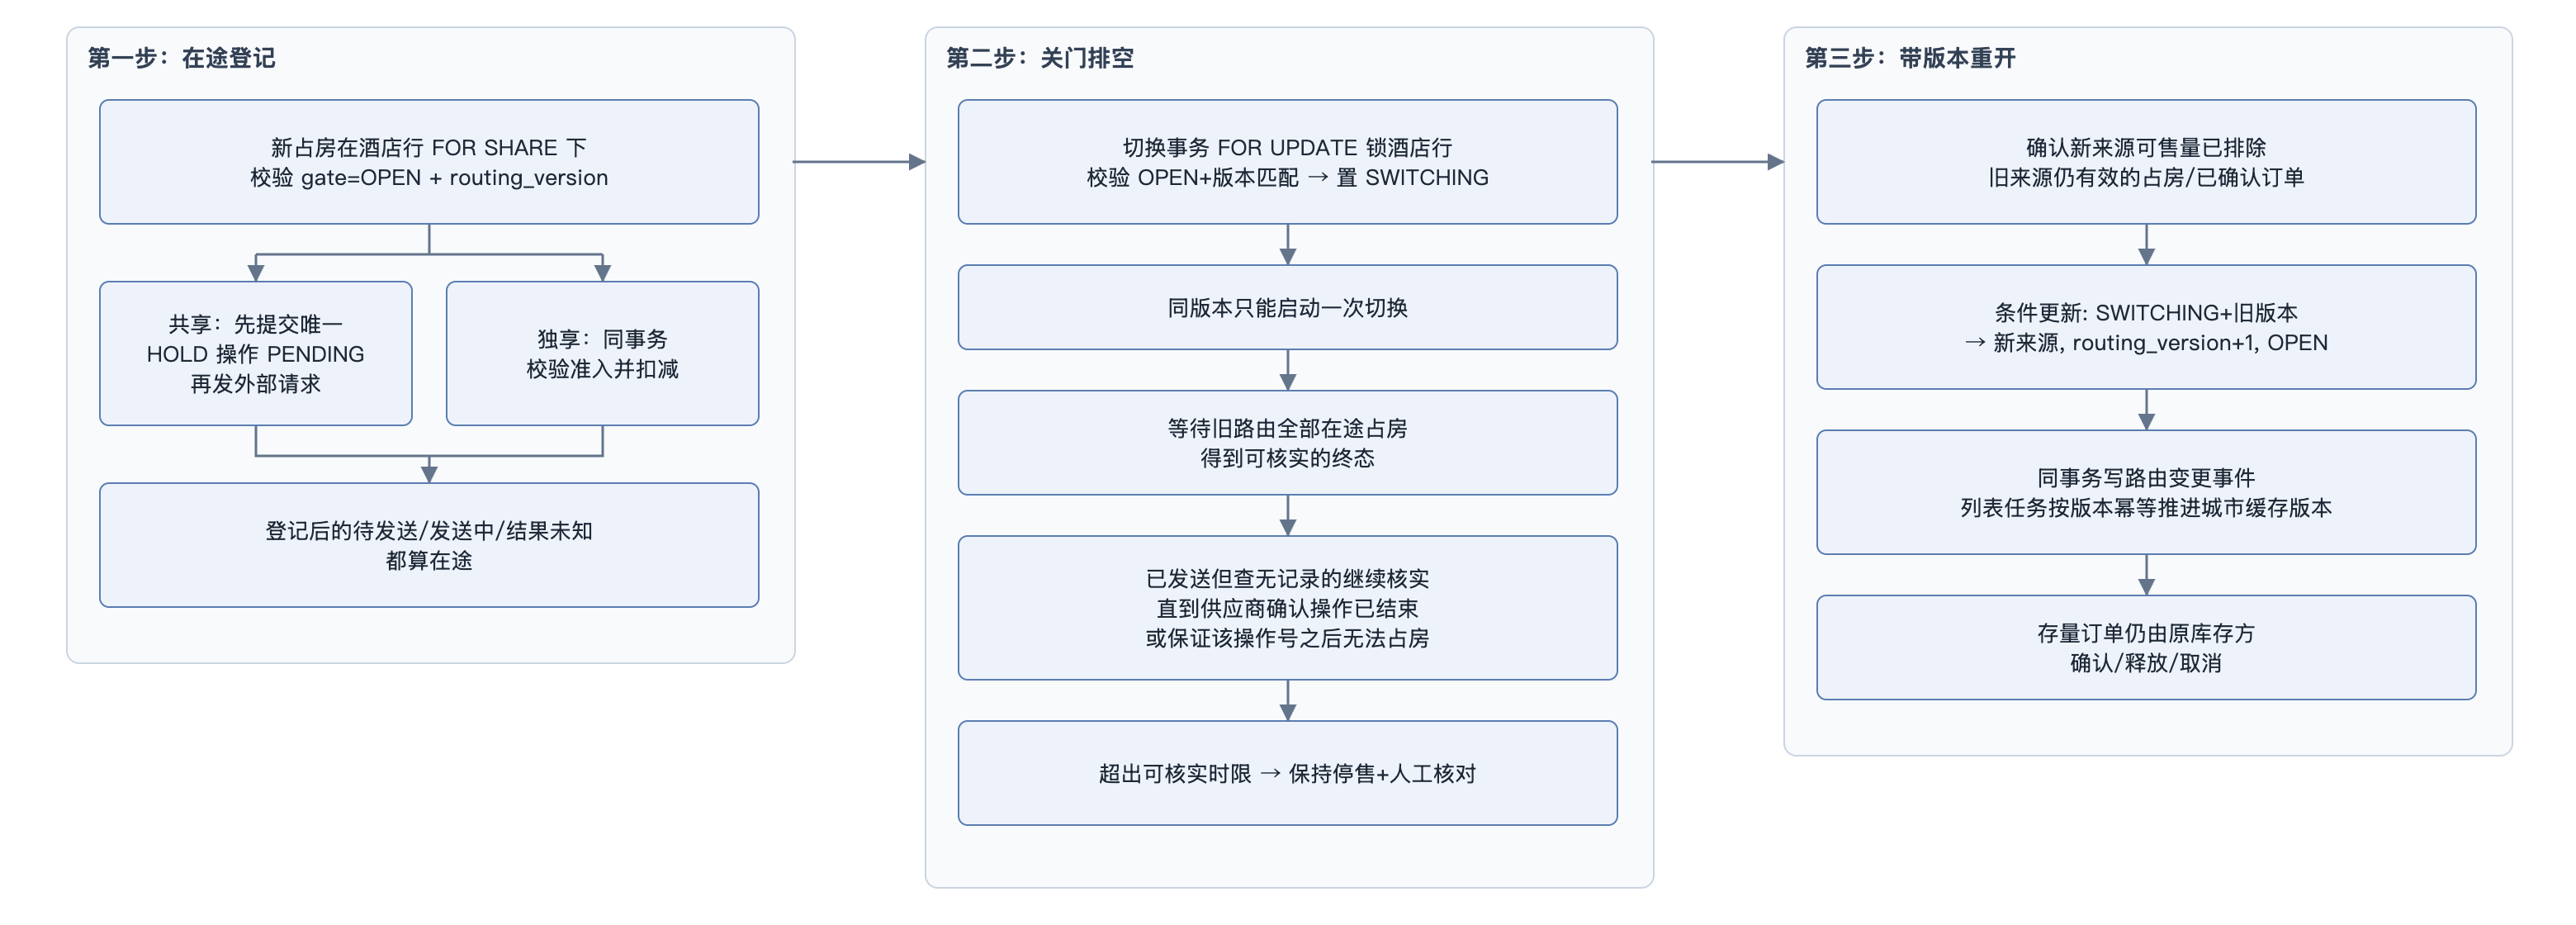 第一步：在途登记
新占房在酒店行 FOR SHARE 下
校验 gate=OPEN + routing_version
共享：先提交唯一
HOLD 操作 PENDING
再发外部请求
独享：同事务
校验准入并扣减
登记后的待发送/发送中/结果未知
都算在途
第二步：关门排空
切换事务 FOR UPDATE 锁酒店行
校验 OPEN+版本匹配 → 置 SWITCHING
同版本只能启动一次切换
等待旧路由全部在途占房
得到可核实的终态
已发送但查无记录的继续核实
直到供应商确认操作已结束
或保证该操作号之后无法占房
超出可核实时限 → 保持停售+人工核对
第三步：带版本重开
确认新来源可售量已排除
旧来源仍有效的占房/已确认订单
条件更新: SWITCHING+旧版本
→ 新来源, routing_version+1, OPEN
同事务写路由变更事件
列表任务按版本幂等推进城市缓存版本
存量订单仍由原库存方
确认/释放/取消